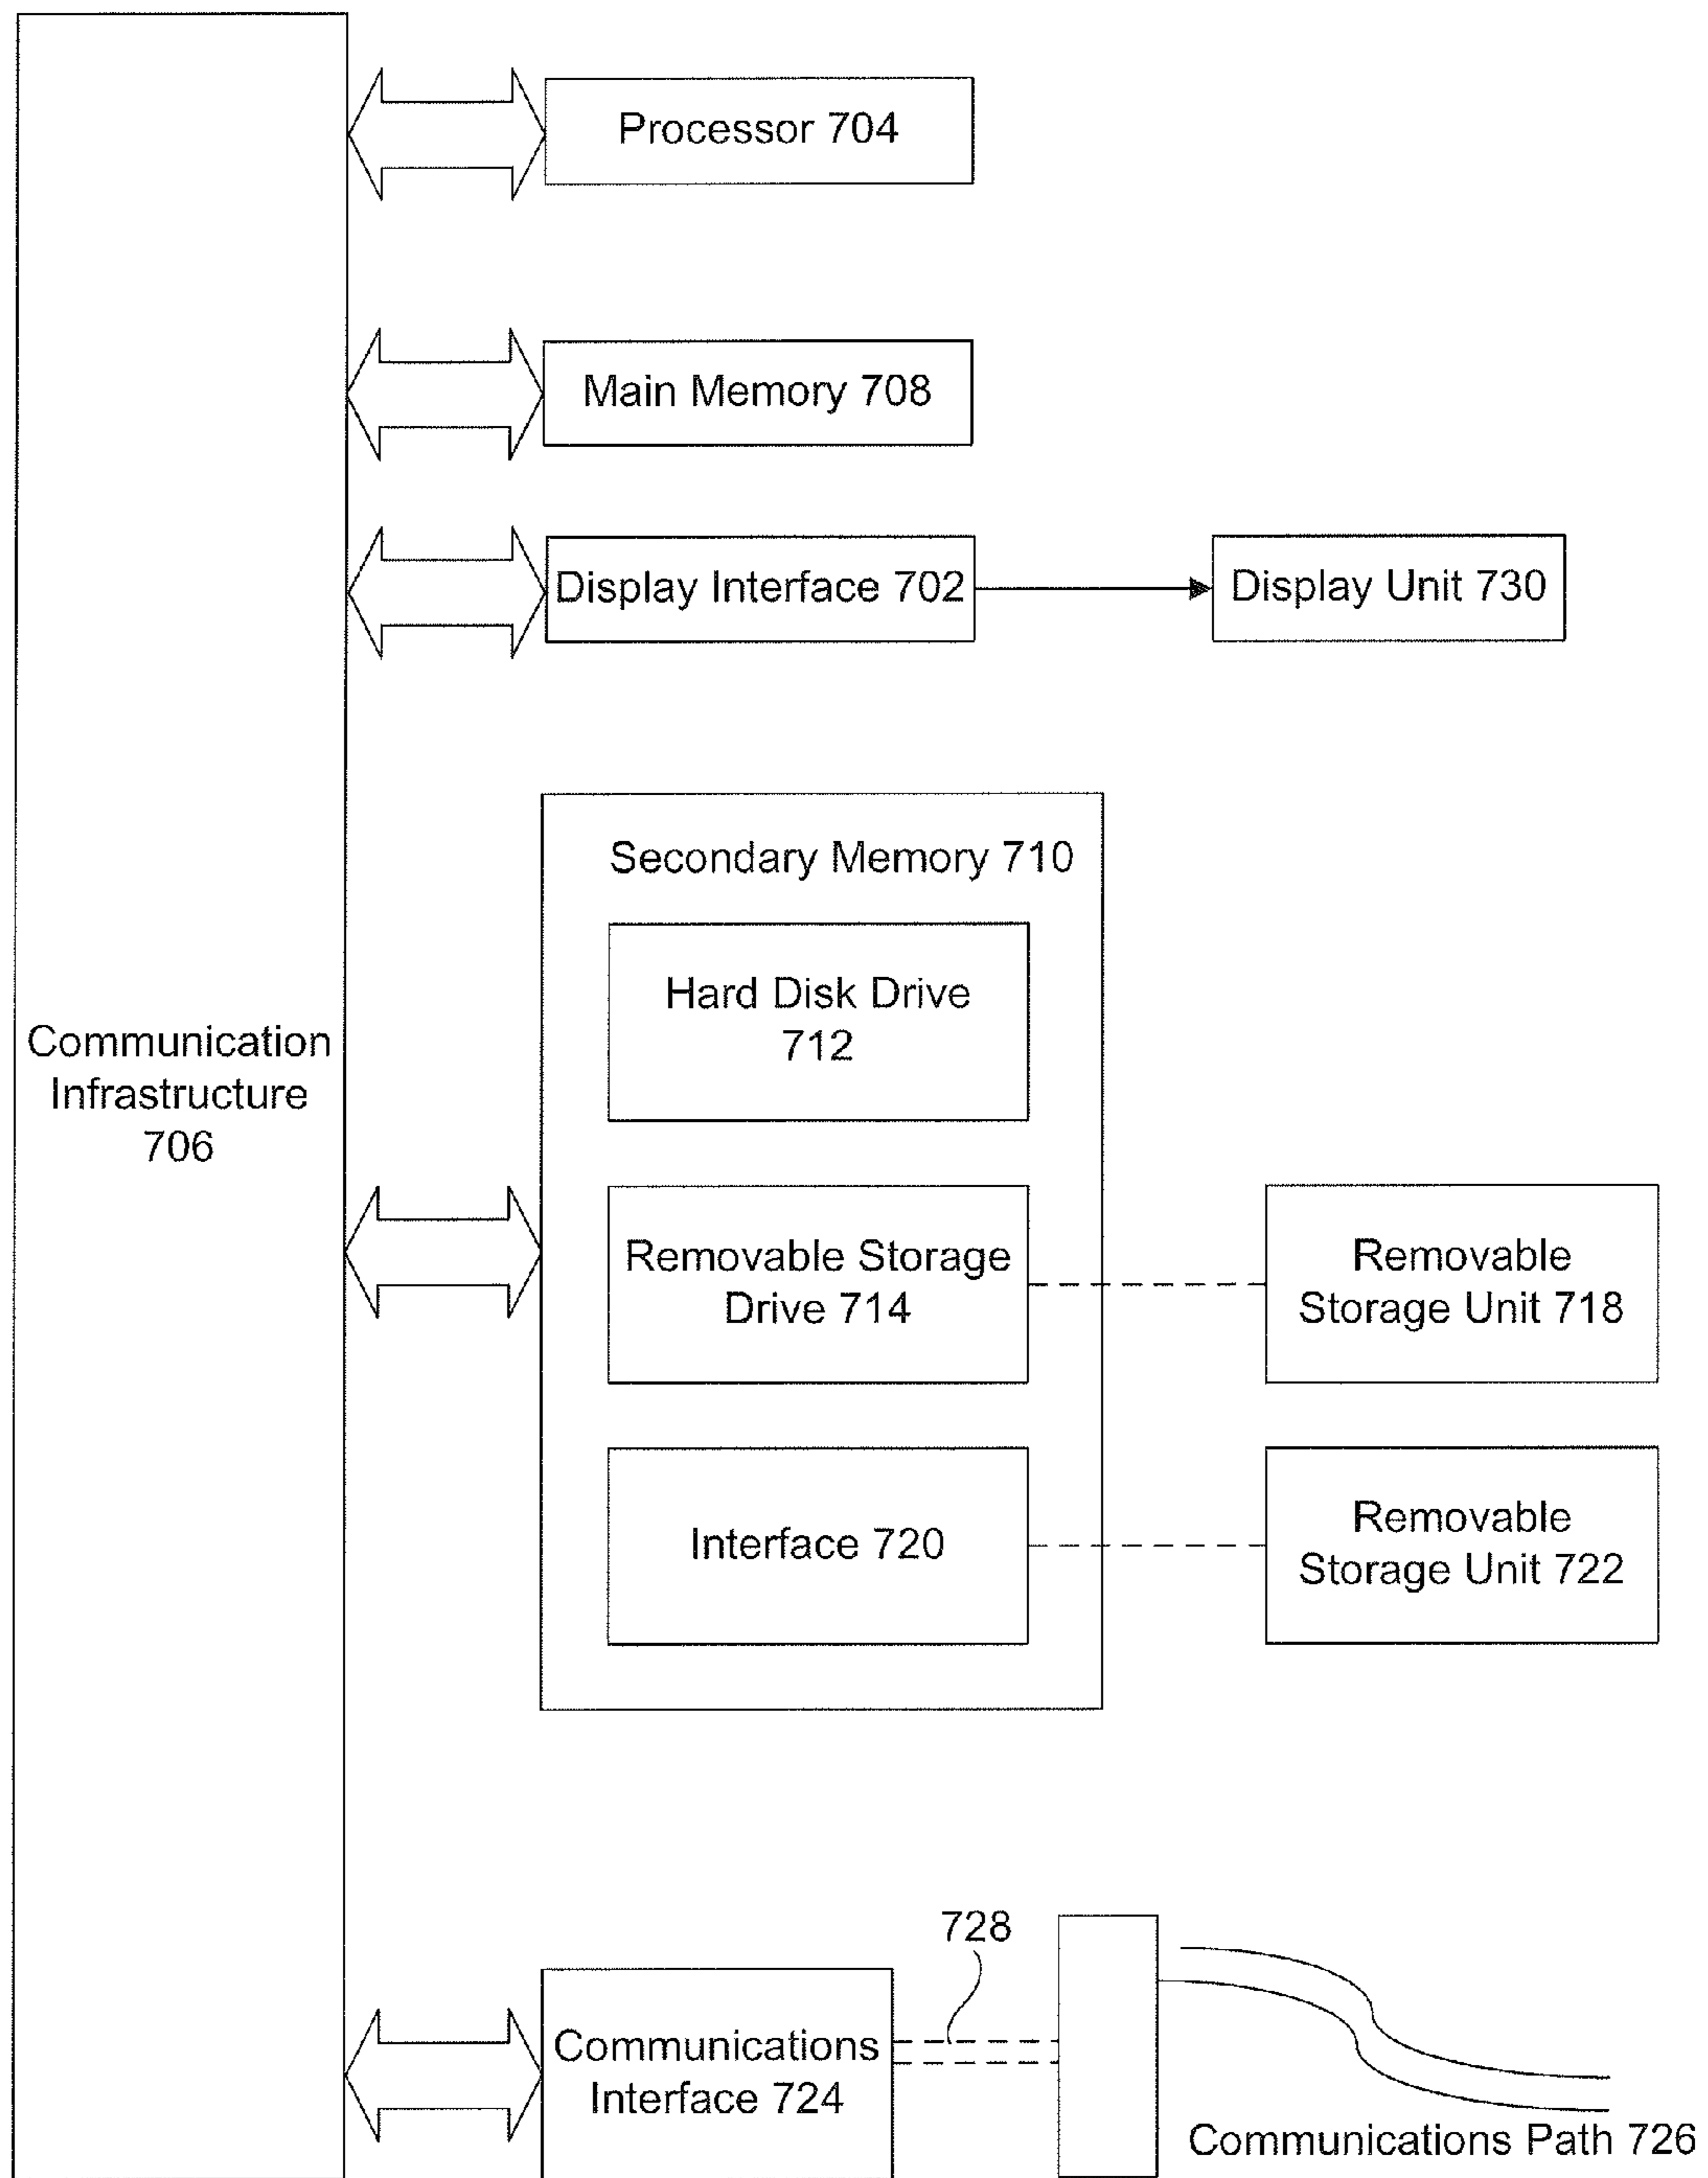 Processor 704
Main Memory 708
Display Interface 702
Display Unit 730
Secondary Memory 710
Hard Disk Drive
712
Communication
Infrastructure
706
Removable Storage
Drive 714
Removable
Storage Unit 718
Interface 720
Removable
Storage Unit 722
728
Communications
Interface 724
Communications Path 726